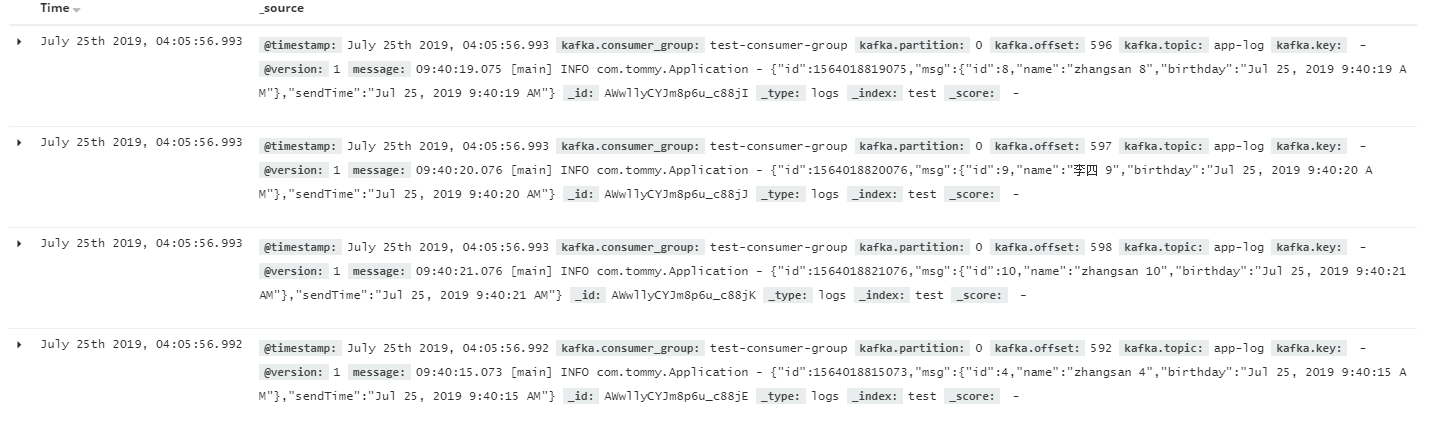 Time _source
July 25th 2019, 04:05:56.993 @timestamp: July 25th 2019, 04:05:56.993 kafka.consumer_group: test-consumer-group kafka.partition: 0 kafka.offset: 596 kafka.topic: app-log kafka.key: -
@version: 1 message: 09:40:19.075 [main] INFO com.tommy.Application - {"id":1564018819075,"msg":{"id":8,"name":"zhangsan 8","birthday":"Jul 25, 2019 9:40:19 A
M"},"sendTime":"Jul 25, 2019 9:40:19 AM"} _id: AWwllyCYJm8p6u_c88jI _type: logs _index: test _score: -
July 25th 2019, 04:05:56.993 @timestamp: July 25th 2019, 04:05:56.993 kafka.consumer_group: test-consumer-group kafka.partition: 0 kafka.offset: 597 kafka.topic: app-log kafka.key: -
@version: 1 message: 09:40:20.076 [main] INFO com.tommy.Application - {"id":1564018820076,"msg":{"id":9,"name":"李四 9","birthday":"Jul 25, 2019 9:40:20 A
M"},"sendTime":"Jul 25, 2019 9:40:20 AM"} _id: AWwllyCYJm8p6u_c88jJ _type: logs _index: test _score: -
July 25th 2019, 04:05:56.993 @timestamp: July 25th 2019, 04:05:56.993 kafka.consumer_group: test-consumer-group kafka.partition: 0 kafka.offset: 598 kafka.topic: app-log kafka.key: -
@version: 1 message: 09:40:21.076 [main] INFO com.tommy.Application - {"id":1564018821076,"msg":{"id":10,"name":"zhangsan 10","birthday":"Jul 25, 2019 9:40:21
AM"},"sendTime":"Jul 25, 2019 9:40:21 AM"} _id: AWwllyCYJm8p6u_c88jK _type: logs _index: test _score: -
July 25th 2019, 04:05:56.992 @timestamp: July 25th 2019, 04:05:56.992 kafka.consumer_group: test-consumer-group kafka.partition: 0 kafka.offset: 592 kafka.topic: app-log kafka.key: -
@version: 1 message: 09:40:15.073 [main] INFO com.tommy.Application - {"id":1564018815073,"msg":{"id":4,"name":"zhangsan 4","birthday":"Jul 25, 2019 9:40:15 A
M"},"sendTime":"Jul 25, 2019 9:40:15 AM"} _id: AWwllyCYJm8p6u_c88jE _type: logs _index: test _score: -